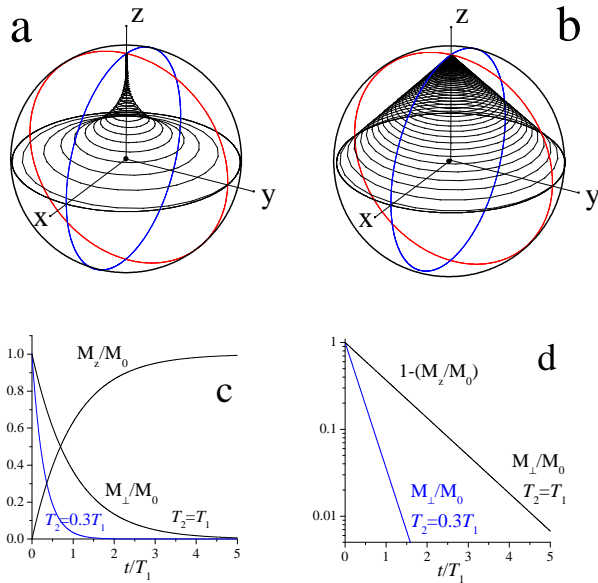 a
z
y
x
b
z
y
x
1.0
0.8
0.6
0.4
0.2
0.0
M_z/M_0
c
M_⊥/M_0
T_2=0.3T_1
T_2=T_1
0 1 2 3 4 5
t/T_1
1
0.1
0.01
d
1-(M_z/M_0)
M_⊥/M_0
T_2=T_1
M_⊥/M_0
T_2=0.3T_1
0 1 2 3 4 5
t/T_1